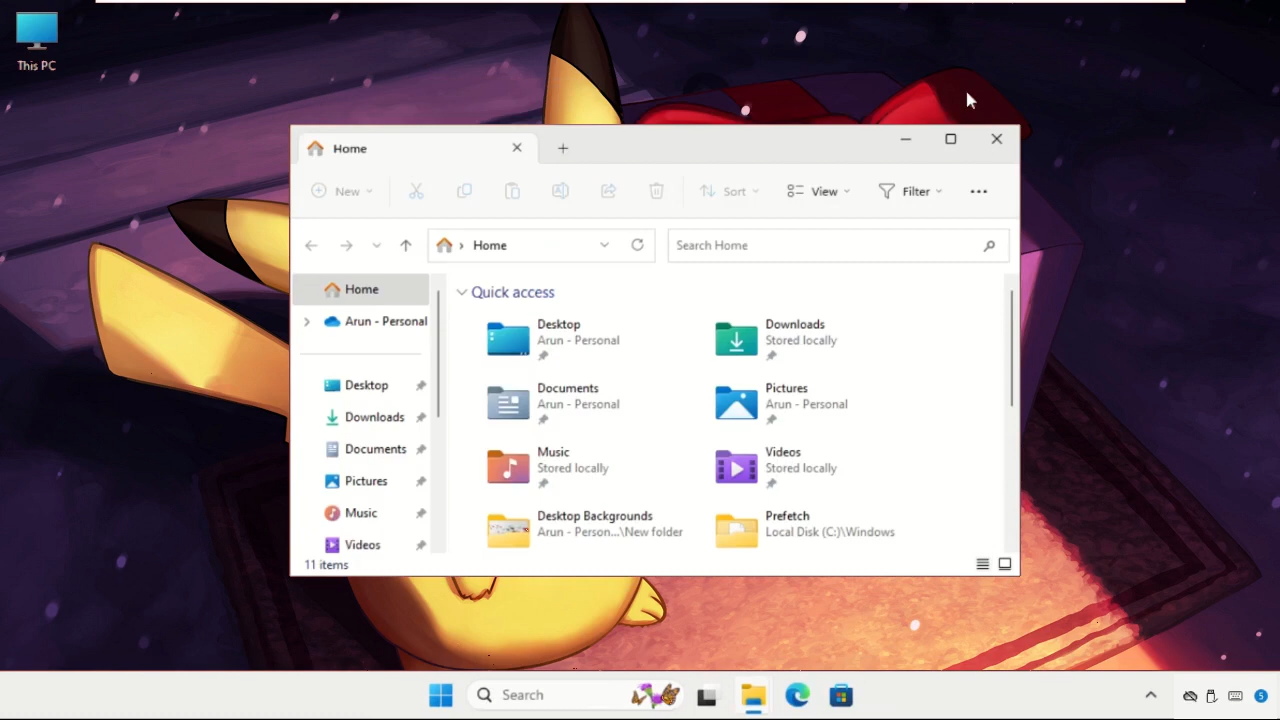 This PC
Home
New
Sort
View
Filter
Home
Search Home
Home
Arun - Personal
Desktop
Downloads
Documents
Pictures
Music
Videos
Quick access
Desktop
Arun - Personal
Downloads
Stored locally
Documents
Arun - Personal
Pictures
Arun - Personal
Music
Stored locally
Videos
Stored locally
Desktop Backgrounds
Arun - Person...\New folder
Prefetch
Local Disk (C:)\Windows
11 items
Search
5